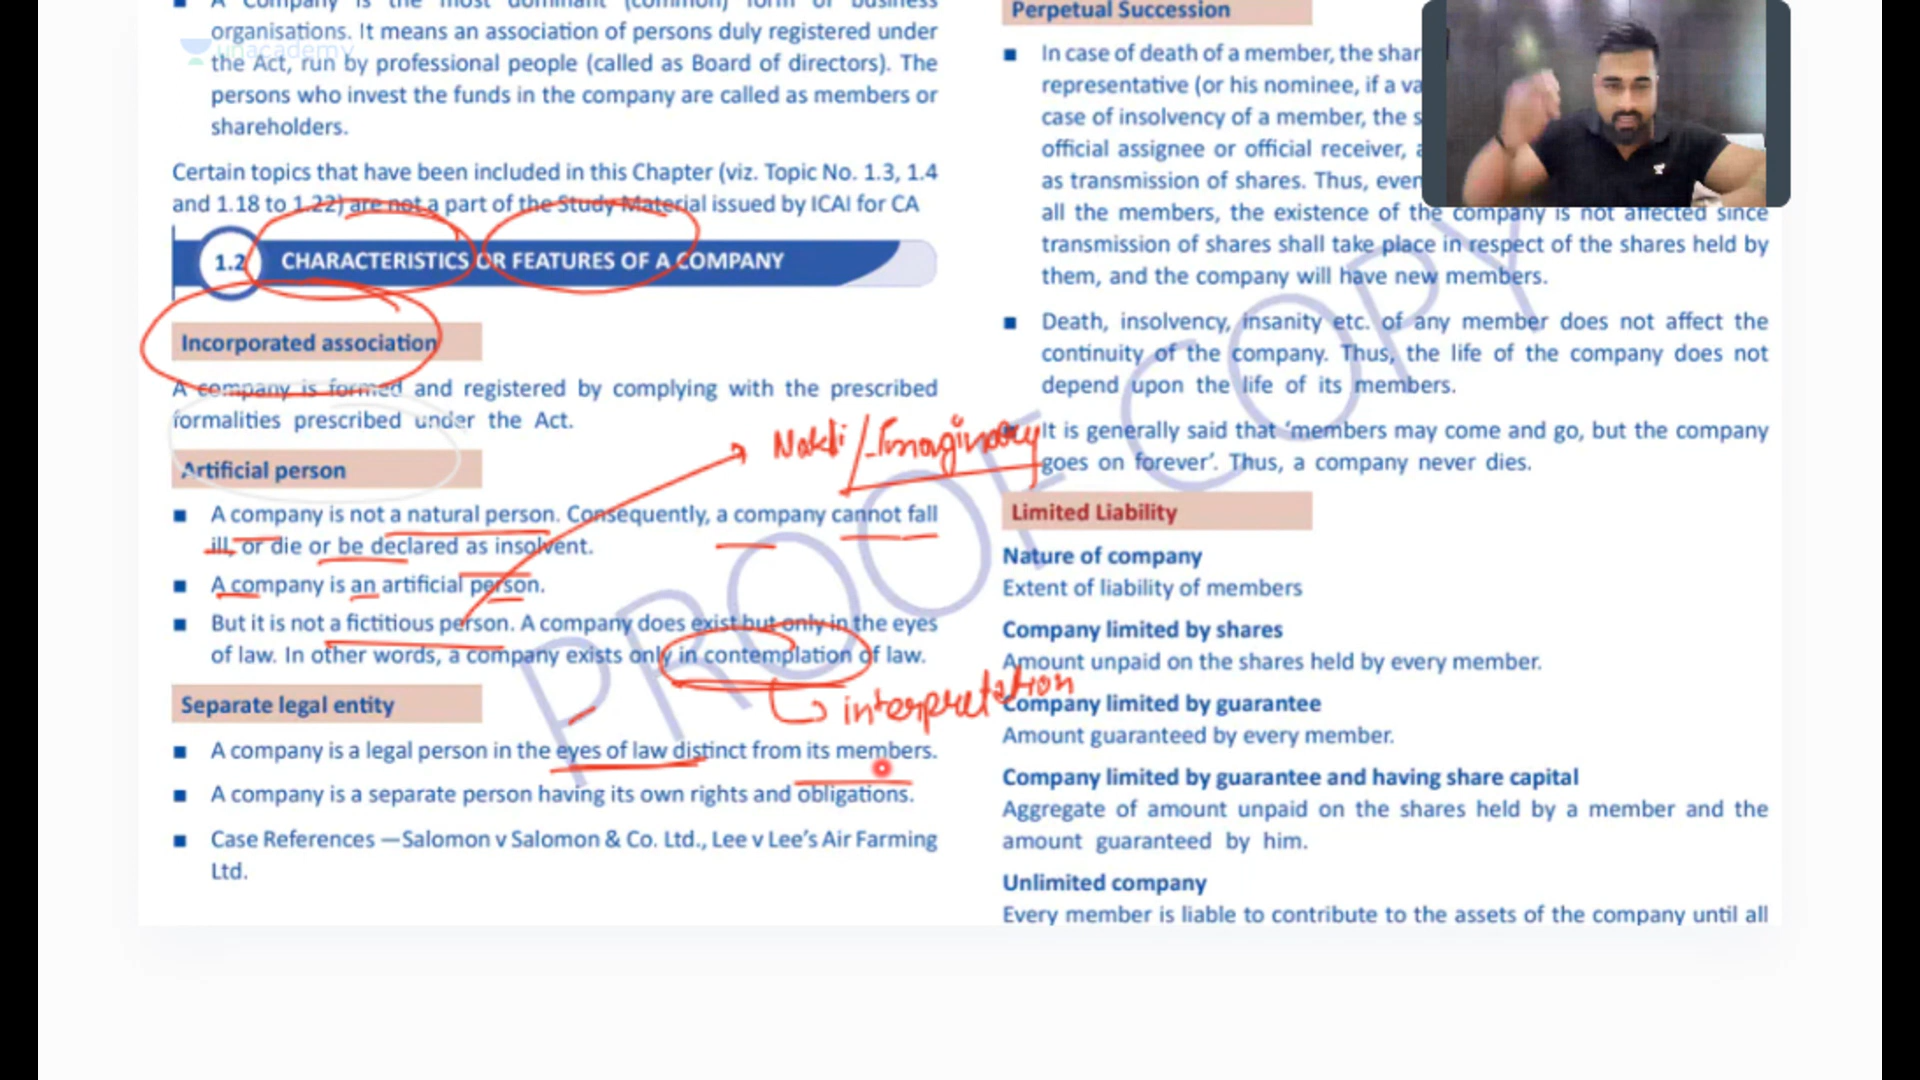 A Company is the most dominant (common) form of business
organisations. It means an association of persons duly registered under
unacademy
the Act, run by professional people (called as Board of directors). The
persons who invest the funds in the company are called as members or
shareholders.
Certain topics that have been included in this Chapter (viz. Topic No. 1.3, 1.4
and 1.18 to 1.22) are not a part of the Study Material issued by ICAI for CA
1.2 CHARACTERISTICS OR FEATURES OF A COMPANY
Incorporated association
A company is formed and registered by complying with the prescribed
formalities prescribed under the Act.
Artificial person
Nakli / Imaginary
■ A company is not a natural person. Consequently, a company cannot fall
ill, or die or be declared as insolvent.
■ A company is an artificial person.
■ But it is not a fictitious person. A company does exist but only in the eyes
of law. In other words, a company exists only in contemplation of law.
interpretation
Separate legal entity
■ A company is a legal person in the eyes of law distinct from its members.
■ A company is a separate person having its own rights and obligations.
■ Case References —Salomon v Salomon & Co. Ltd., Lee v Lee's Air Farming
Ltd.
Perpetual Succession
■ In case of death of a member, the shar
representative (or his nominee, if a va
case of insolvency of a member, the s
official assignee or official receiver, a
as transmission of shares. Thus, even
all the members, the existence of the company is not affected since
transmission of shares shall take place in respect of the shares held by
them, and the company will have new members.
■ Death, insolvency, insanity etc. of any member does not affect the
continuity of the company. Thus, the life of the company does not
depend upon the life of its members.
It is generally said that 'members may come and go, but the company
goes on forever'. Thus, a company never dies.
Limited Liability
Nature of company
Extent of liability of members
Company limited by shares
Amount unpaid on the shares held by every member.
Company limited by guarantee
Amount guaranteed by every member.
Company limited by guarantee and having share capital
Aggregate of amount unpaid on the shares held by a member and the
amount guaranteed by him.
Unlimited company
Every member is liable to contribute to the assets of the company until all
PROOF COPY